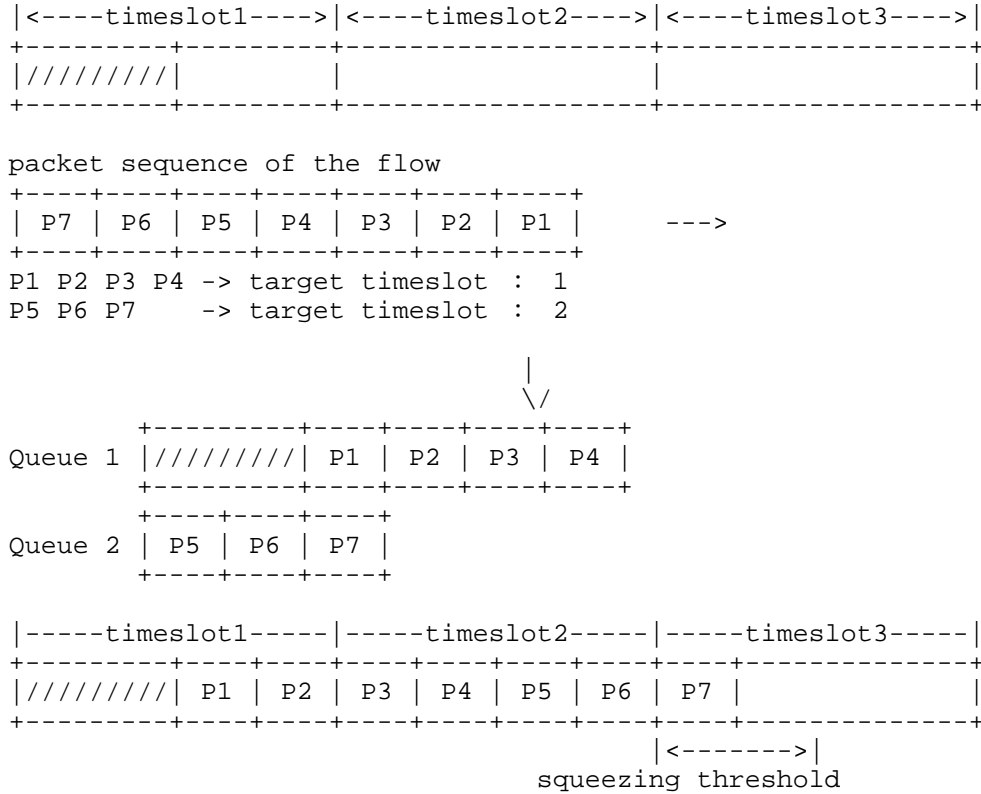 |<----timeslot1---->|<----timeslot2---->|<----timeslot3---->|
+---------+---------+-------------------+-------------------+
|/////////|         |                   |                   |
+---------+---------+-------------------+-------------------+

packet sequence of the flow
+----+----+----+----+----+----+----+
| P7 | P6 | P5 | P4 | P3 | P2 | P1 |     --->
+----+----+----+----+----+----+----+
P1 P2 P3 P4 -> target timeslot :  1
P5 P6 P7    -> target timeslot :  2

                                |
                                \/
        +---------+----+----+----+----+
Queue 1 |/////////| P1 | P2 | P3 | P4 |
        +---------+----+----+----+----+
        +----+----+----+
Queue 2 | P5 | P6 | P7 |
        +----+----+----+

|-----timeslot1-----|-----timeslot2-----|-----timeslot3-----|
+---------+----+----+----+----+----+----+----+--------------+
|/////////| P1 | P2 | P3 | P4 | P5 | P6 | P7 |              |
+---------+----+----+----+----+----+----+----+--------------+
                                        |<------->|
                                 squeezing threshold